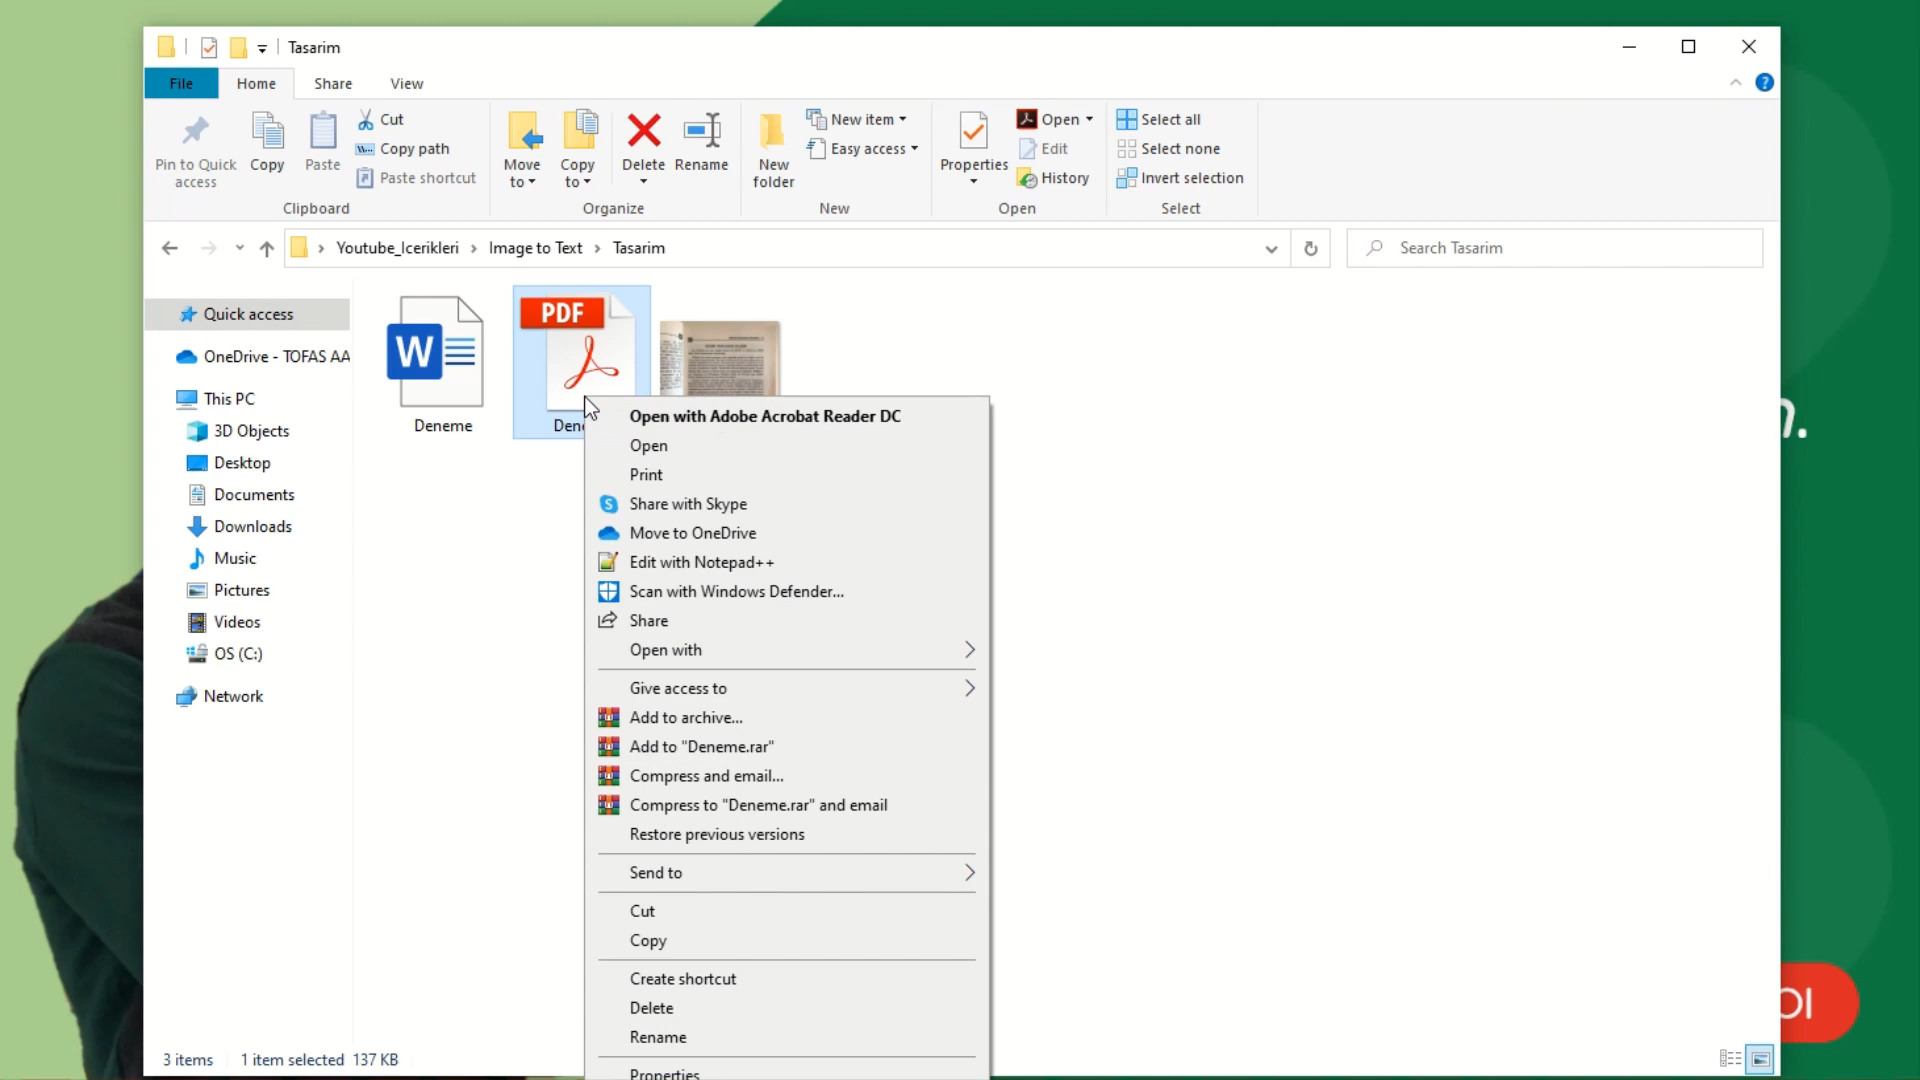 Tasarim
File Home Share View
Pin to Quick access
Copy
Paste
Cut
Copy path
Paste shortcut
Clipboard
Move to
Copy to
Delete
Rename
Organize
New folder
New item
Easy access
New
Properties
Open
Edit
History
Open
Select all
Select none
Invert selection
Select
Youtube_Icerikleri > Image to Text > Tasarim
Search Tasarim
Quick access
OneDrive - TOFAS AA
This PC
3D Objects
Desktop
Documents
Downloads
Music
Pictures
Videos
OS (C:)
Network
W
Deneme
PDF
Den
Open with Adobe Acrobat Reader DC
Open
Print
Share with Skype
Move to OneDrive
Edit with Notepad++
Scan with Windows Defender...
Share
Open with
Give access to
Add to archive...
Add to "Deneme.rar"
Compress and email...
Compress to "Deneme.rar" and email
Restore previous versions
Send to
Cut
Copy
Create shortcut
Delete
Rename
Properties
3 items 1 item selected 137 KB